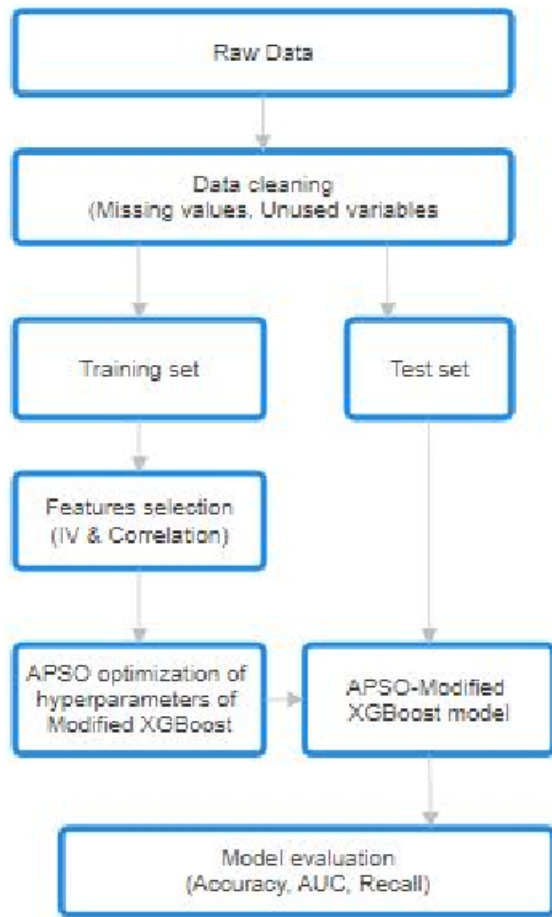 Raw Data
Data cleaning
(Missing values, Unused variables
Training set
Test set
Features selection
(IV & Correlation)
APSO optimization of
hyperparameters of
Modified XGBoost
APSO-Modified
XGBoost model
Model evaluation
(Accuracy, AUC, Recall)